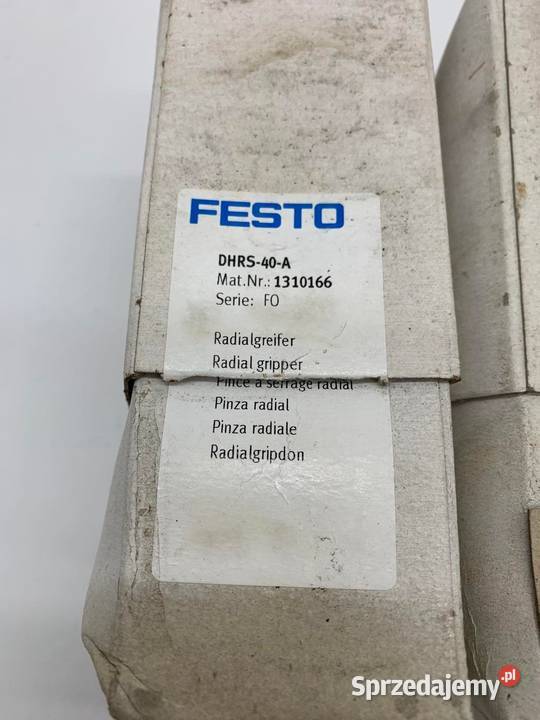 FESTO
DHRS-40-A
Mat.Nr.: 1310166
Serie: FO
Radialgreifer
Radial gripper
Pince à serrage radial
Pinza radial
Pinza radiale
Radialgripdon
Sprzedajemy.pl